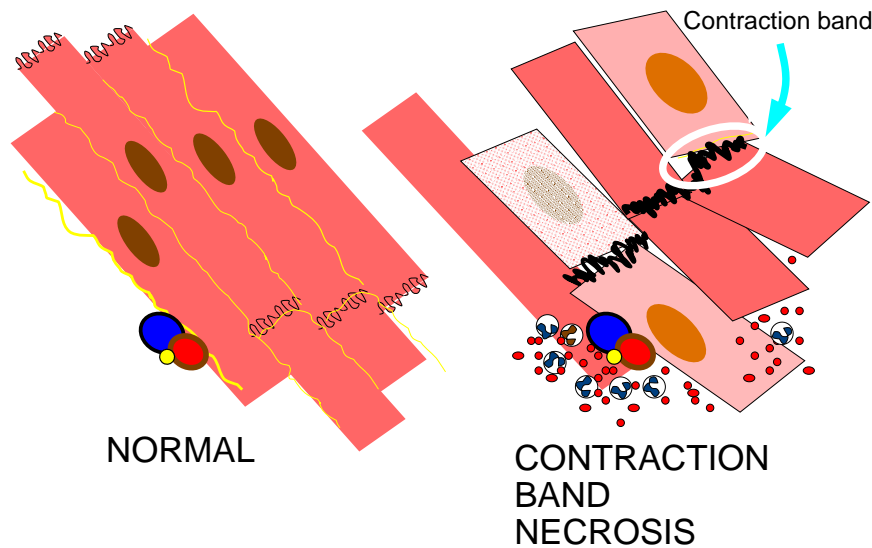 Contraction band
NORMAL
CONTRACTION
BAND
NECROSIS